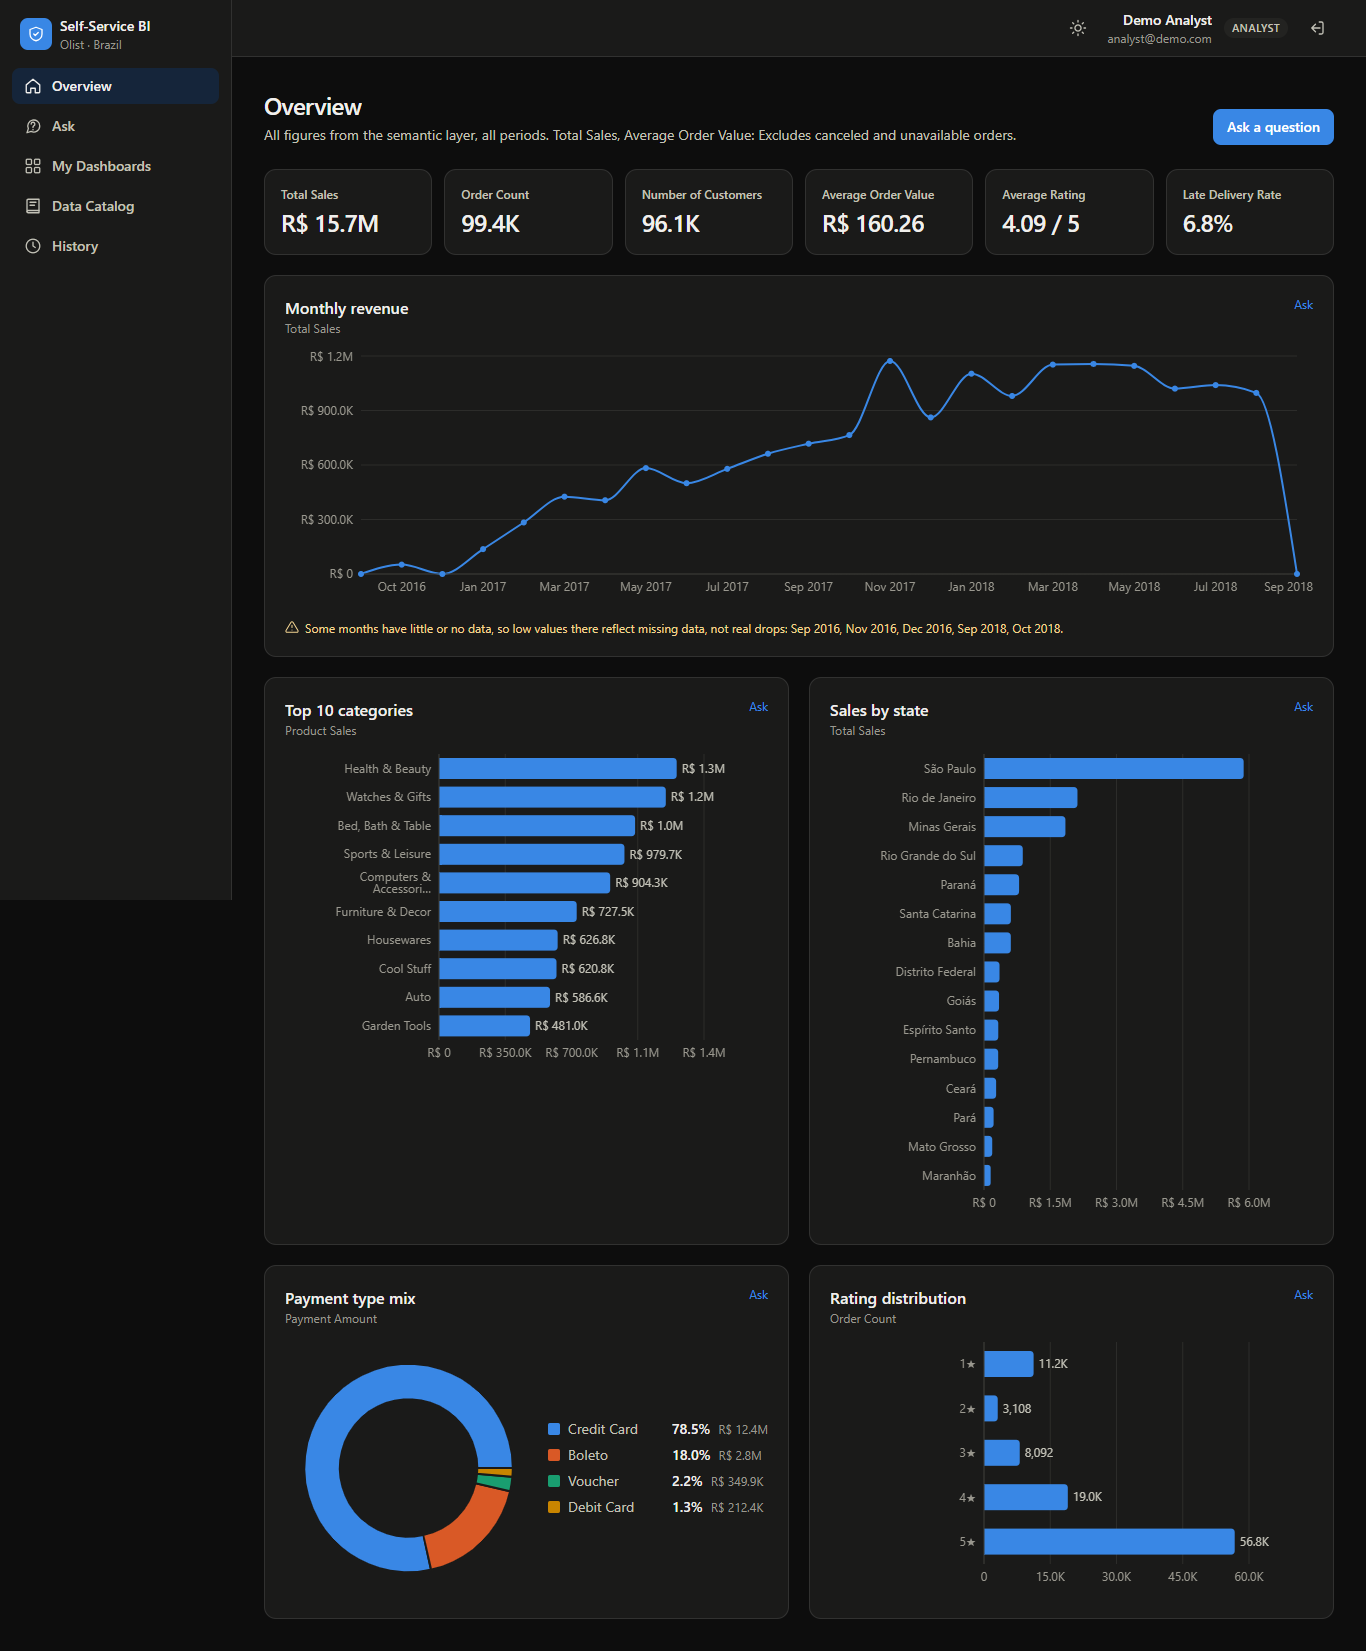 Self-Service BI
Olist · Brazil
Overview
Ask
My Dashboards
Data Catalog
History
Demo Analyst
analyst@demo.com
ANALYST
Overview
All figures from the semantic layer, all periods. Total Sales, Average Order Value: Excludes canceled and unavailable orders.
Ask a question
Total Sales
R$ 15.7M
Order Count
99.4K
Number of Customers
96.1K
Average Order Value
R$ 160.26
Average Rating
4.09 / 5
Late Delivery Rate
6.8%
Monthly revenue
Ask
Total Sales
R$ 1.2M
R$ 900.0K
R$ 600.0K
R$ 300.0K
R$ 0
Oct 2016 Jan 2017 Mar 2017 May 2017 Jul 2017 Sep 2017 Nov 2017 Jan 2018 Mar 2018 May 2018 Jul 2018 Sep 2018
Some months have little or no data, so low values there reflect missing data, not real drops: Sep 2016, Nov 2016, Dec 2016, Sep 2018, Oct 2018.
Top 10 categories
Ask
Product Sales
Health & Beauty R$ 1.3M
Watches & Gifts R$ 1.2M
Bed, Bath & Table R$ 1.0M
Sports & Leisure R$ 979.7K
Computers &
Accessori... R$ 904.3K
Furniture & Decor R$ 727.5K
Housewares R$ 626.8K
Cool Stuff R$ 620.8K
Auto R$ 586.6K
Garden Tools R$ 481.0K
R$ 0 R$ 350.0K R$ 700.0K R$ 1.1M R$ 1.4M
Sales by state
Ask
Total Sales
São Paulo
Rio de Janeiro
Minas Gerais
Rio Grande do Sul
Paraná
Santa Catarina
Bahia
Distrito Federal
Goiás
Espírito Santo
Pernambuco
Ceará
Pará
Mato Grosso
Maranhão
R$ 0 R$ 1.5M R$ 3.0M R$ 4.5M R$ 6.0M
Payment type mix
Ask
Payment Amount
Credit Card 78.5% R$ 12.4M
Boleto 18.0% R$ 2.8M
Voucher 2.2% R$ 349.9K
Debit Card 1.3% R$ 212.4K
Rating distribution
Ask
Order Count
1★ 11.2K
2★ 3,108
3★ 8,092
4★ 19.0K
5★ 56.8K
0 15.0K 30.0K 45.0K 60.0K